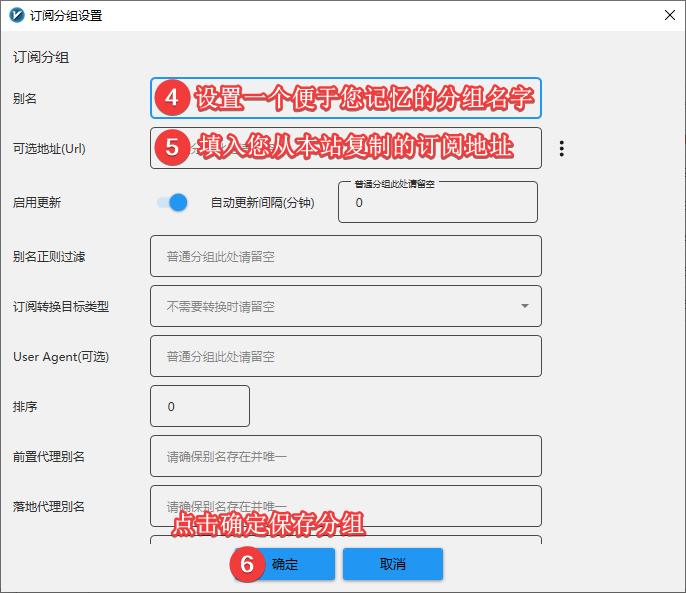 订阅分组设置
订阅分组
别名
4 设置一个便于您记忆的分组名字
可选地址(Url)
5 填入您从本站复制的订阅地址
启用更新
自动更新间隔(分钟)
普通分组此处请留空
0
别名正则过滤
普通分组此处请留空
订阅转换目标类型
不需要转换时请留空
User Agent(可选)
普通分组此处请留空
排序
0
前置代理别名
请确保别名存在并唯一
落地代理别名
请确保别名存在并唯一
点击确定保存分组
6 确定
取消